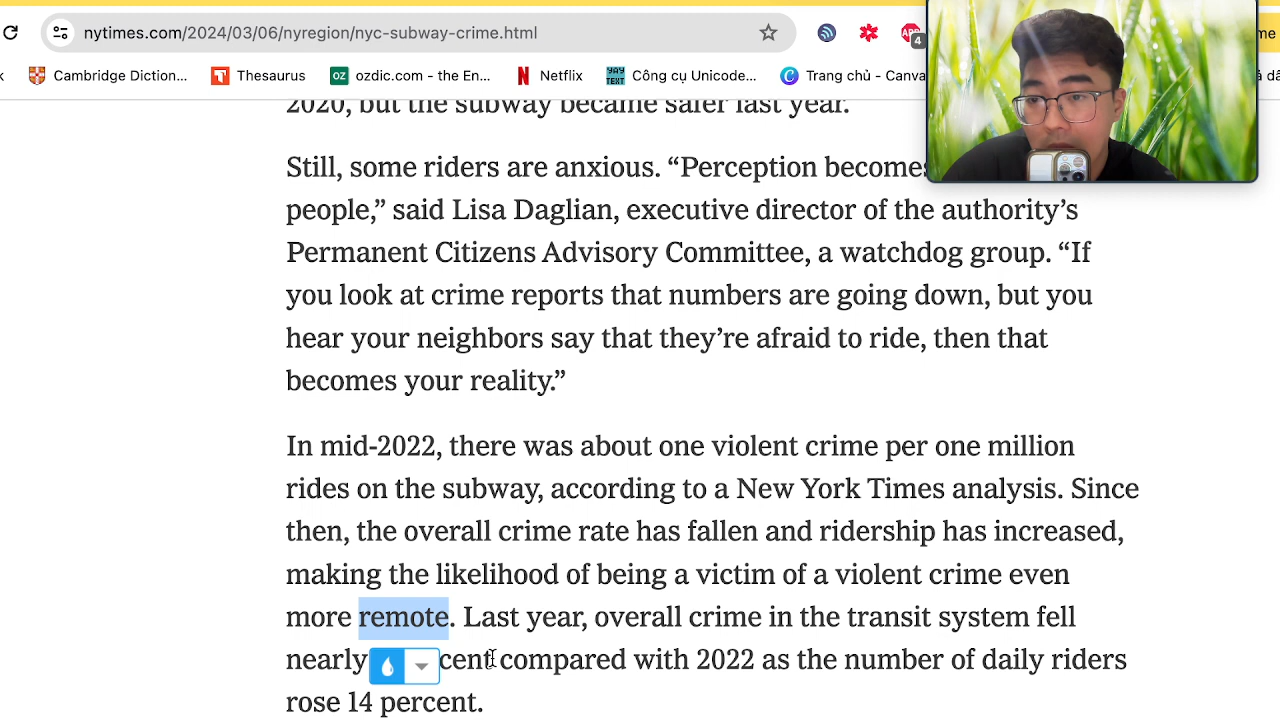 nytimes.com/2024/03/06/nyregion/nyc-subway-crime.html
4
me
k
Cambridge Diction...
Thesaurus
OZ ozdic.com - the En...
Netflix
YAY TEXT Công cụ Unicode...
Trang chủ - Canva
2020, but the subway became safer last year.
Still, some riders are anxious. “Perception becomes
people,” said Lisa Daglian, executive director of the authority’s
Permanent Citizens Advisory Committee, a watchdog group. “If
you look at crime reports that numbers are going down, but you
hear your neighbors say that they’re afraid to ride, then that
becomes your reality.”
In mid-2022, there was about one violent crime per one million
rides on the subway, according to a New York Times analysis. Since
then, the overall crime rate has fallen and ridership has increased,
making the likelihood of being a victim of a violent crime even
more remote. Last year, overall crime in the transit system fell
nearly cent compared with 2022 as the number of daily riders
rose 14 percent.